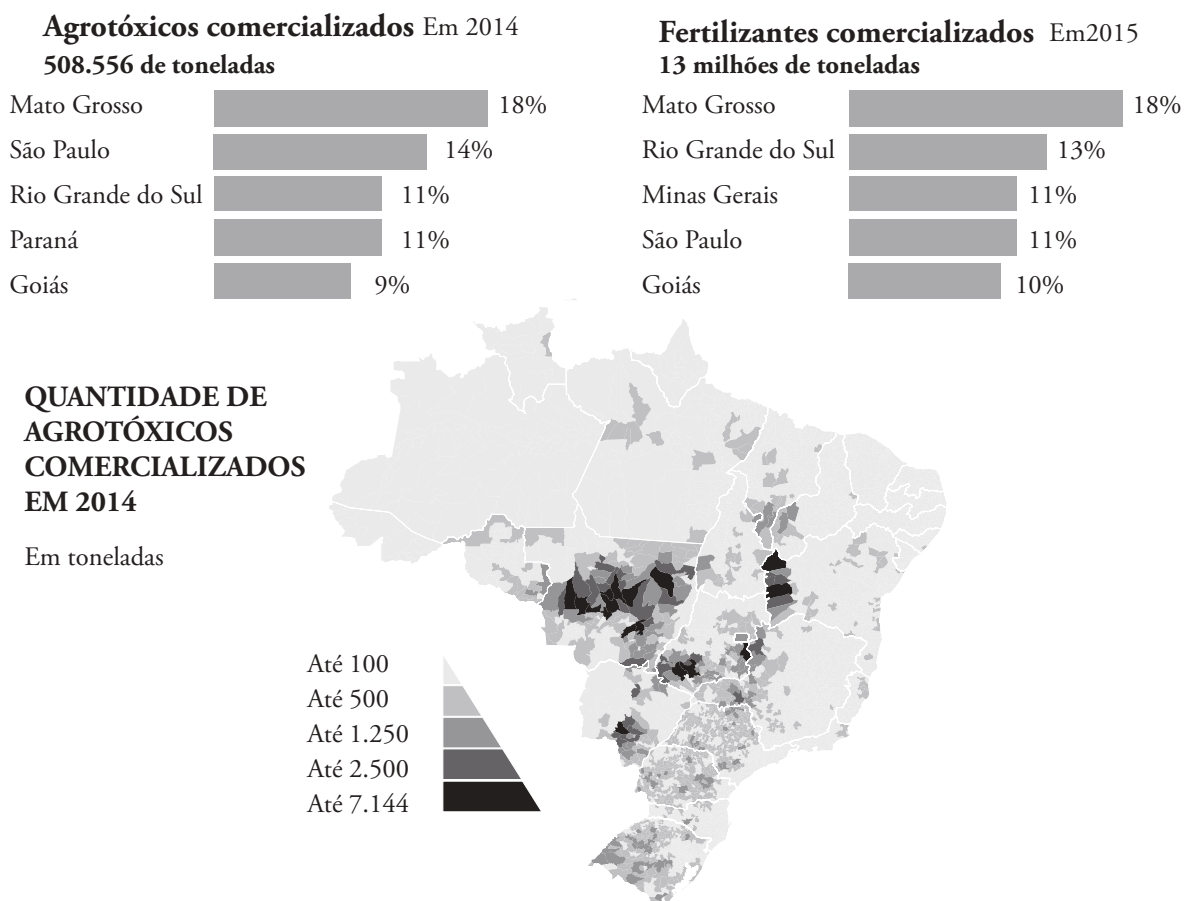 Agrotóxicos comercializados Em 2014
508.556 de toneladas
Mato Grosso 18%
São Paulo 14%
Rio Grande do Sul 11%
Paraná 11%
Goiás 9%
Fertilizantes comercializados Em2015
13 milhões de toneladas
Mato Grosso 18%
Rio Grande do Sul 13%
Minas Gerais 11%
São Paulo 11%
Goiás 10%
QUANTIDADE DE
AGROTÓXICOS
COMERCIALIZADOS
EM 2014
Em toneladas
Até 100
Até 500
Até 1.250
Até 2.500
Até 7.144